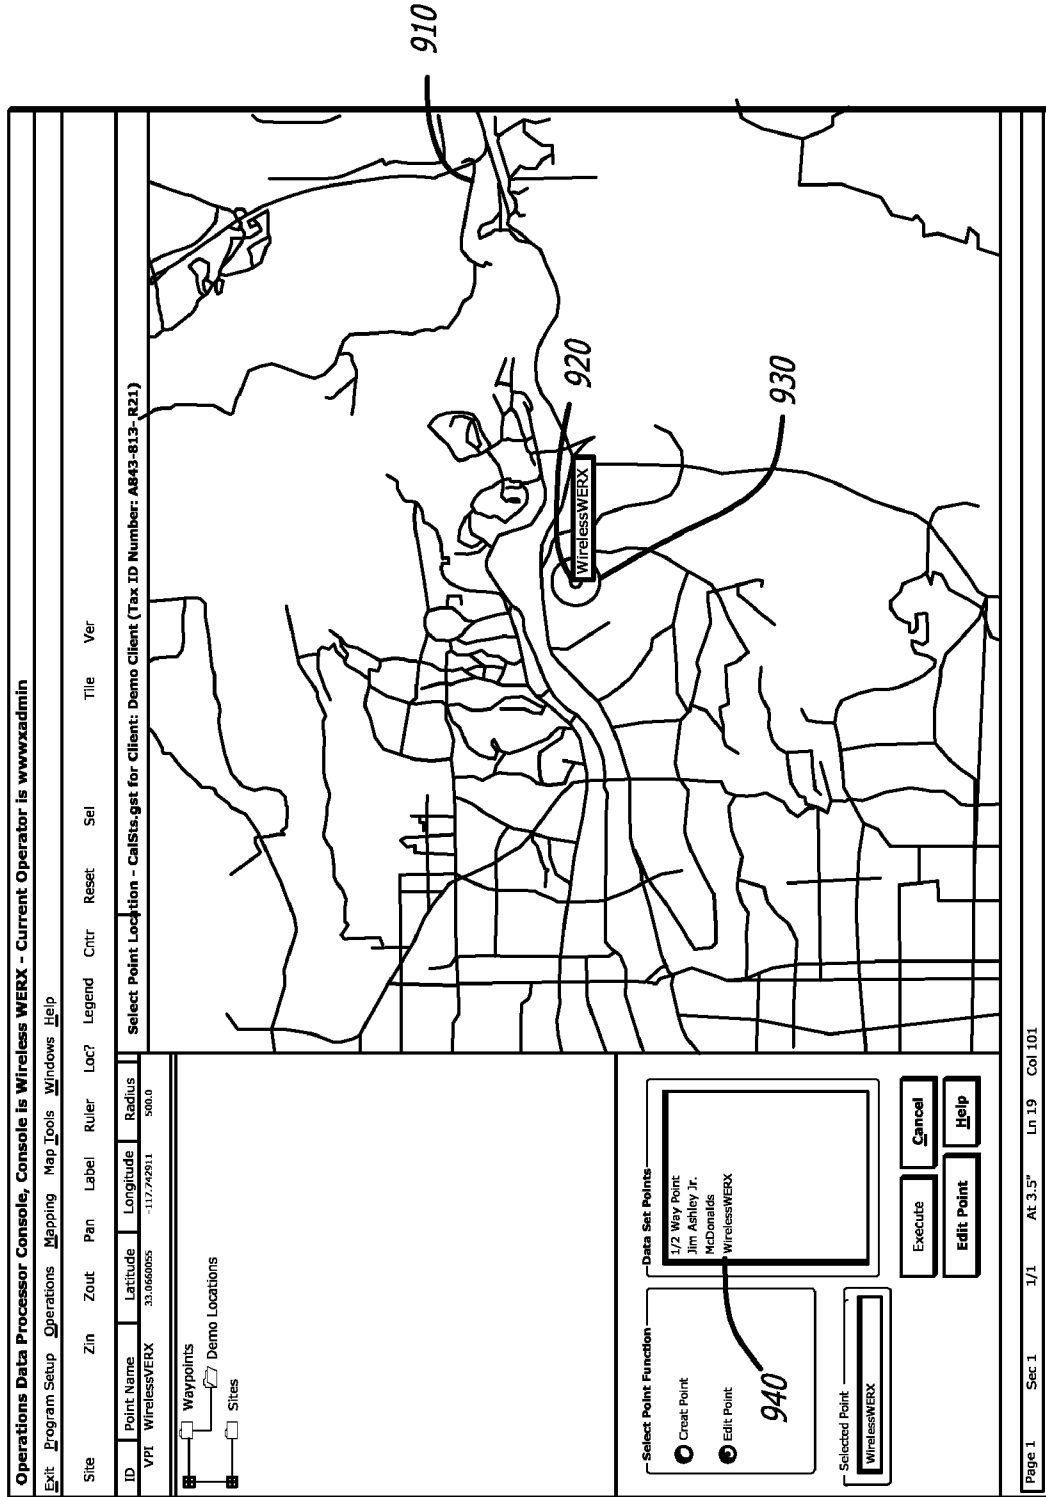 Operations Data Processor Console, Console is Wireless WERX - Current Operator is wwwxadmin
Exit Program Setup Operations Mapping Map Tools Windows Help
Site Zin Zout Pan Label Ruler Loc? Legend Cntr Reset Sel Tile Ver
ID Point Name Latitude Longitude Radius
VPI WirelessVERX 33.0660055 -117.742911 500.0
Waypoints
Demo Locations
Sites
Select Point Location - CalSts.gst for Client: Demo Client (Tax ID Number: AB43-813-R21)
910
920
WirelessWERX
930
Select Point Function
Creat Point
Edit Point
940
Selected Point
WirelessWERX
Data Set Points
1/2 Way Point
Jim Ashley Jr.
McDonalds
WirelessWERX
Execute Cancel
Edit Point Help
Page 1 Sec 1 1/1 At 3.5" Ln 19 Col 101